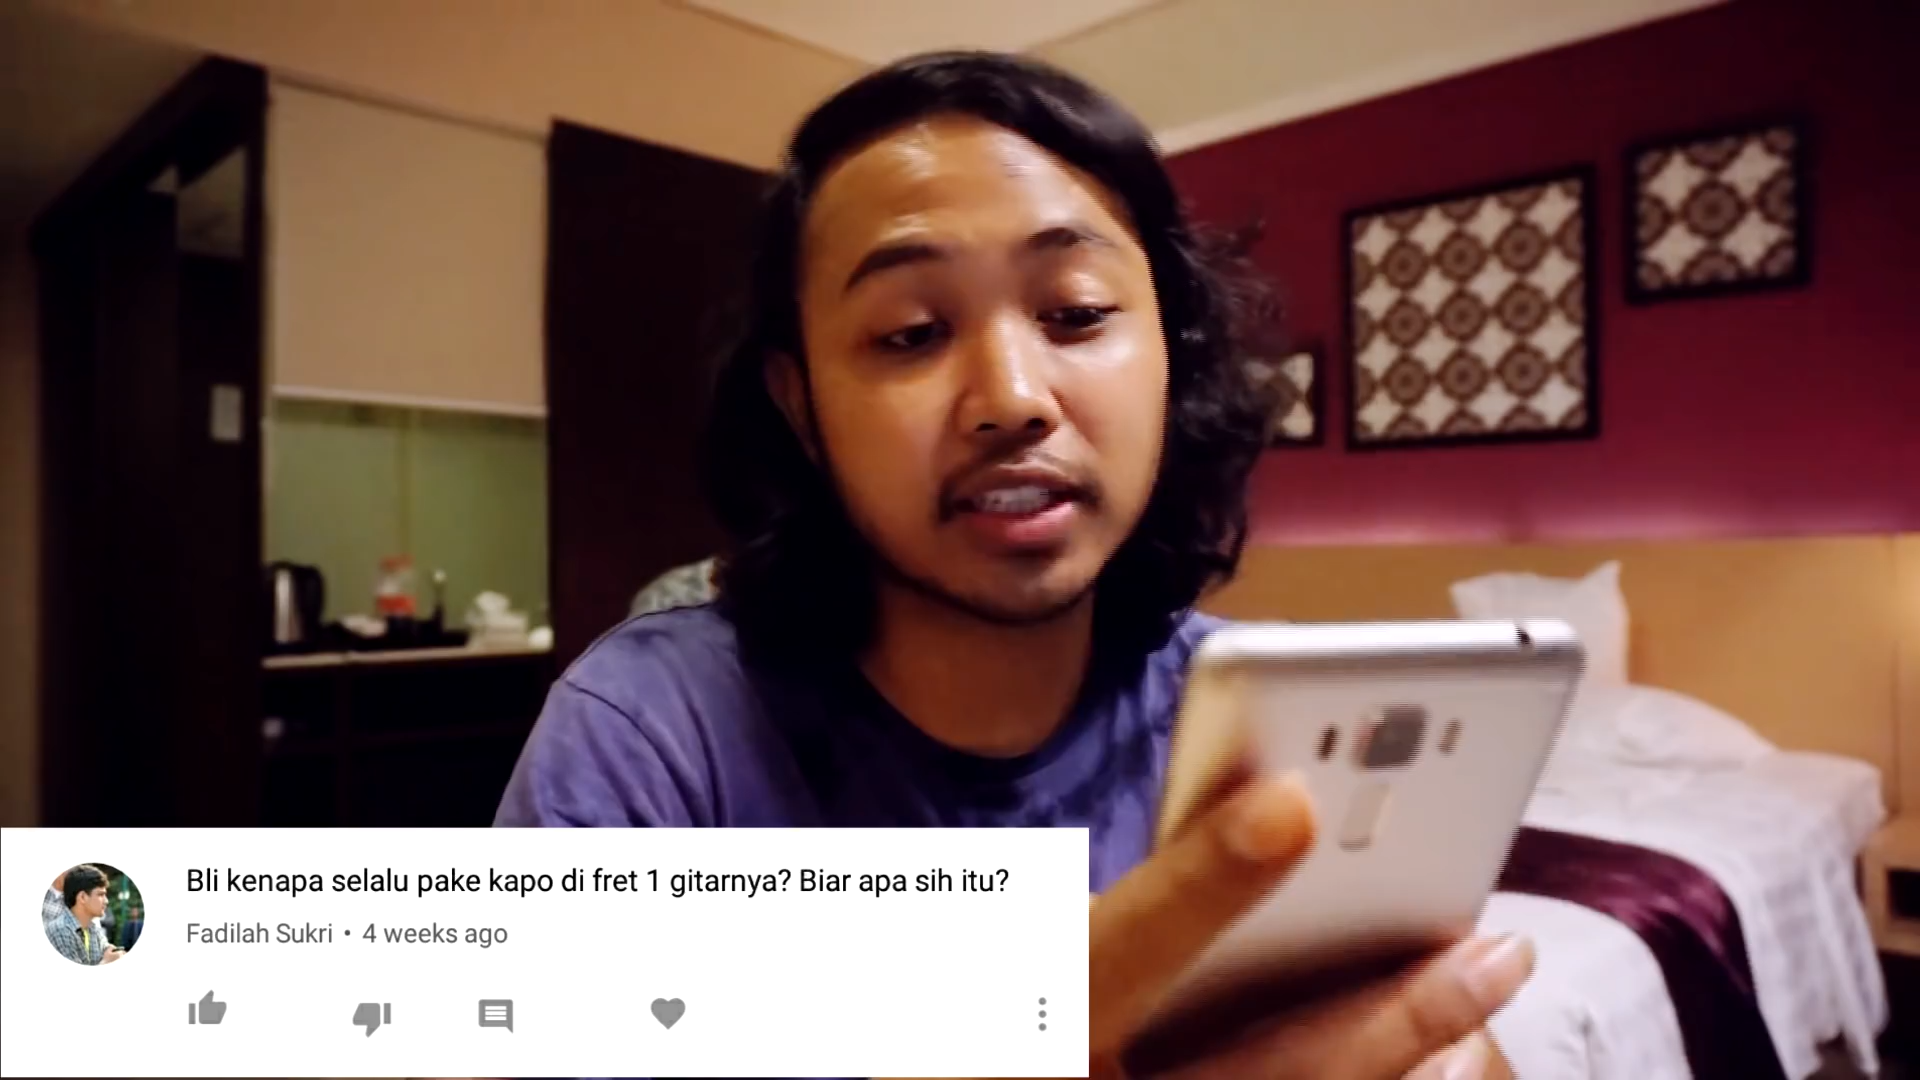 Bli kenapa selalu pake kapo di fret 1 gitarnya? Biar apa sih itu?
Fadilah Sukri • 4 weeks ago